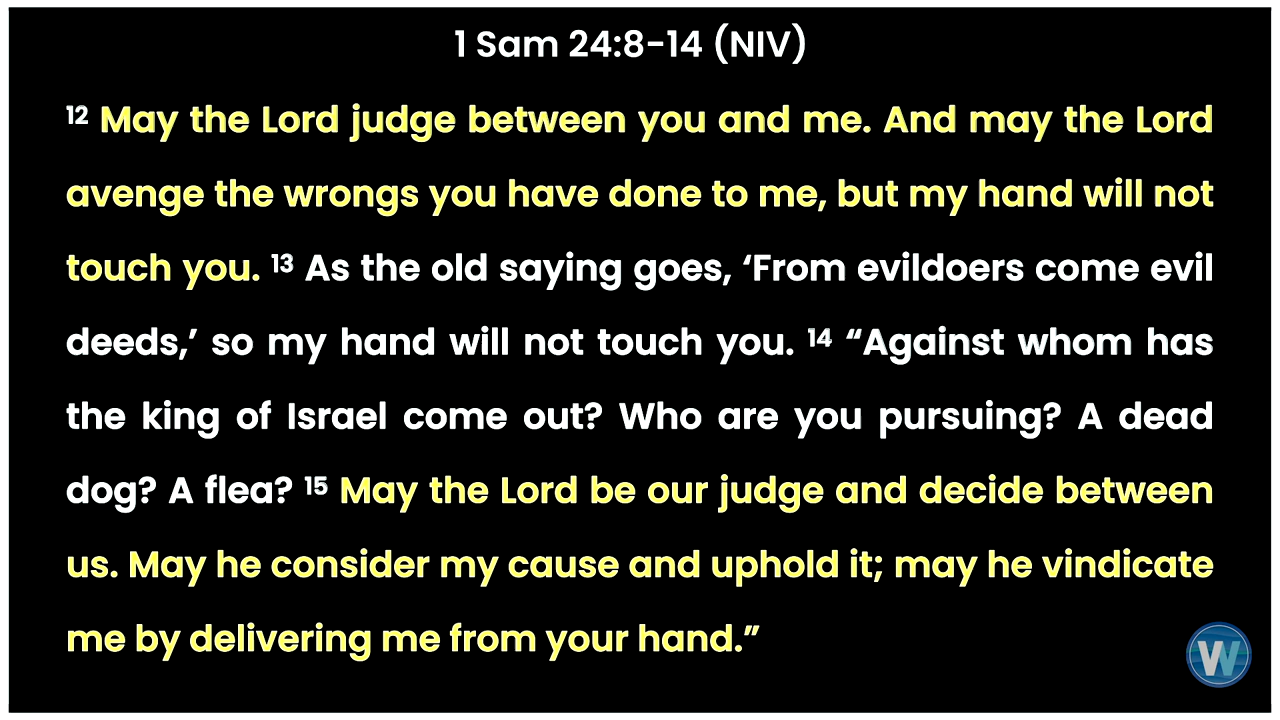 1 Sam 24:8-14 (NIV)
12 May the Lord judge between you and me. And may the Lord
avenge the wrongs you have done to me, but my hand will not
touch you. 13 As the old saying goes, ‘From evildoers come evil
deeds,’ so my hand will not touch you. 14 “Against whom has
the king of Israel come out? Who are you pursuing? A dead
dog? A flea? 15 May the Lord be our judge and decide between
us. May he consider my cause and uphold it; may he vindicate
me by delivering me from your hand.”
W